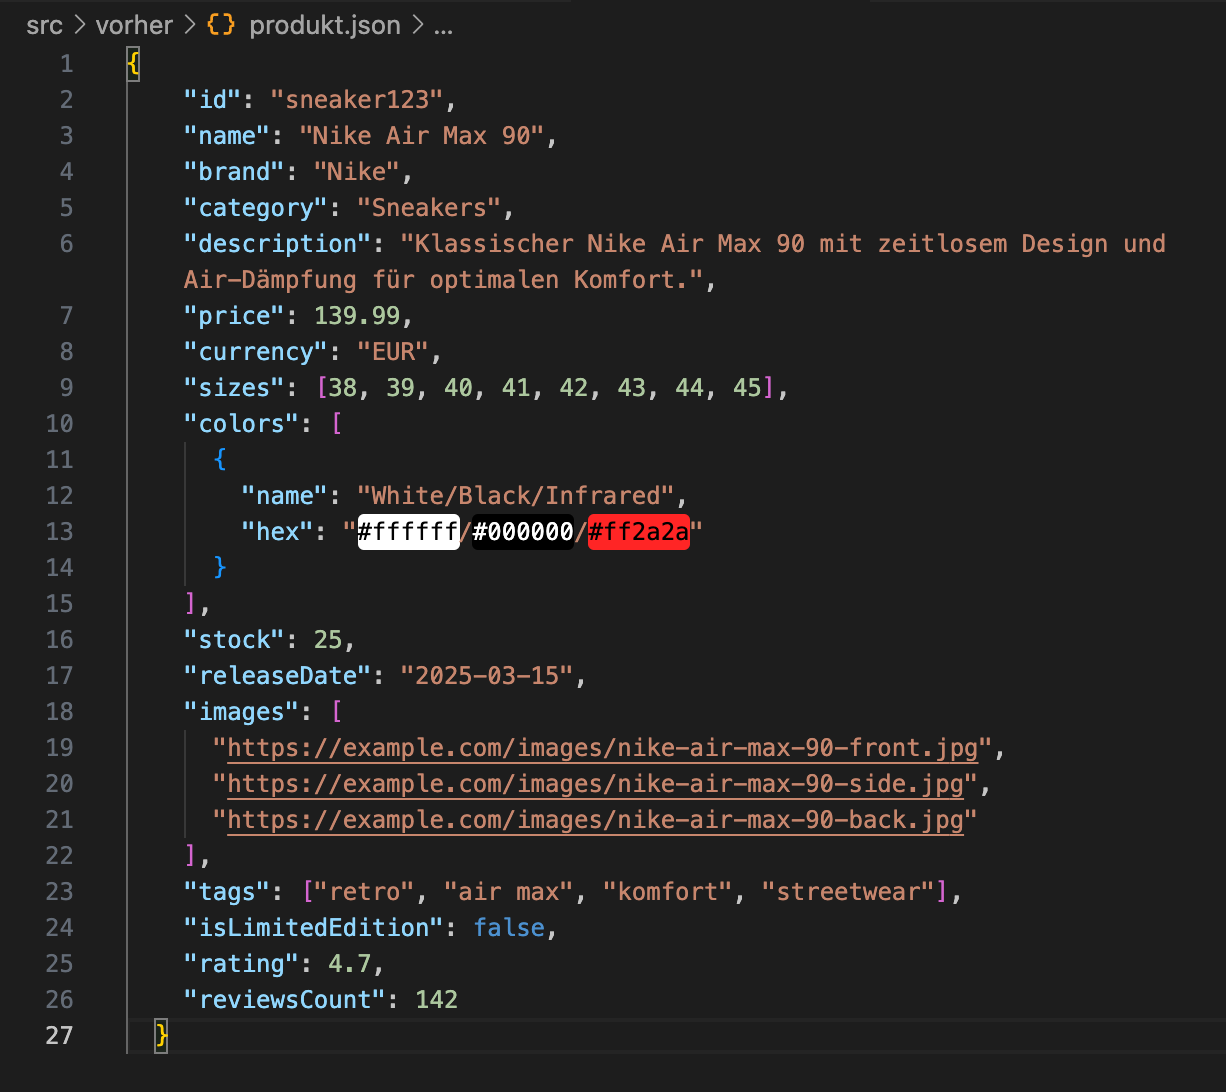 src > vorher > {} produkt.json > ...
1 {
2 "id": "sneaker123",
3 "name": "Nike Air Max 90",
4 "brand": "Nike",
5 "category": "Sneakers",
6 "description": "Klassischer Nike Air Max 90 mit zeitlosem Design und
Air-Dämpfung für optimalen Komfort.",
7 "price": 139.99,
8 "currency": "EUR",
9 "sizes": [38, 39, 40, 41, 42, 43, 44, 45],
10 "colors": [
11 {
12 "name": "White/Black/Infrared",
13 "hex": "#ffffff/#000000/#ff2a2a"
14 }
15 ],
16 "stock": 25,
17 "releaseDate": "2025-03-15",
18 "images": [
19 "https://example.com/images/nike-air-max-90-front.jpg",
20 "https://example.com/images/nike-air-max-90-side.jpg",
21 "https://example.com/images/nike-air-max-90-back.jpg"
22 ],
23 "tags": ["retro", "air max", "komfort", "streetwear"],
24 "isLimitedEdition": false,
25 "rating": 4.7,
26 "reviewsCount": 142
27 }